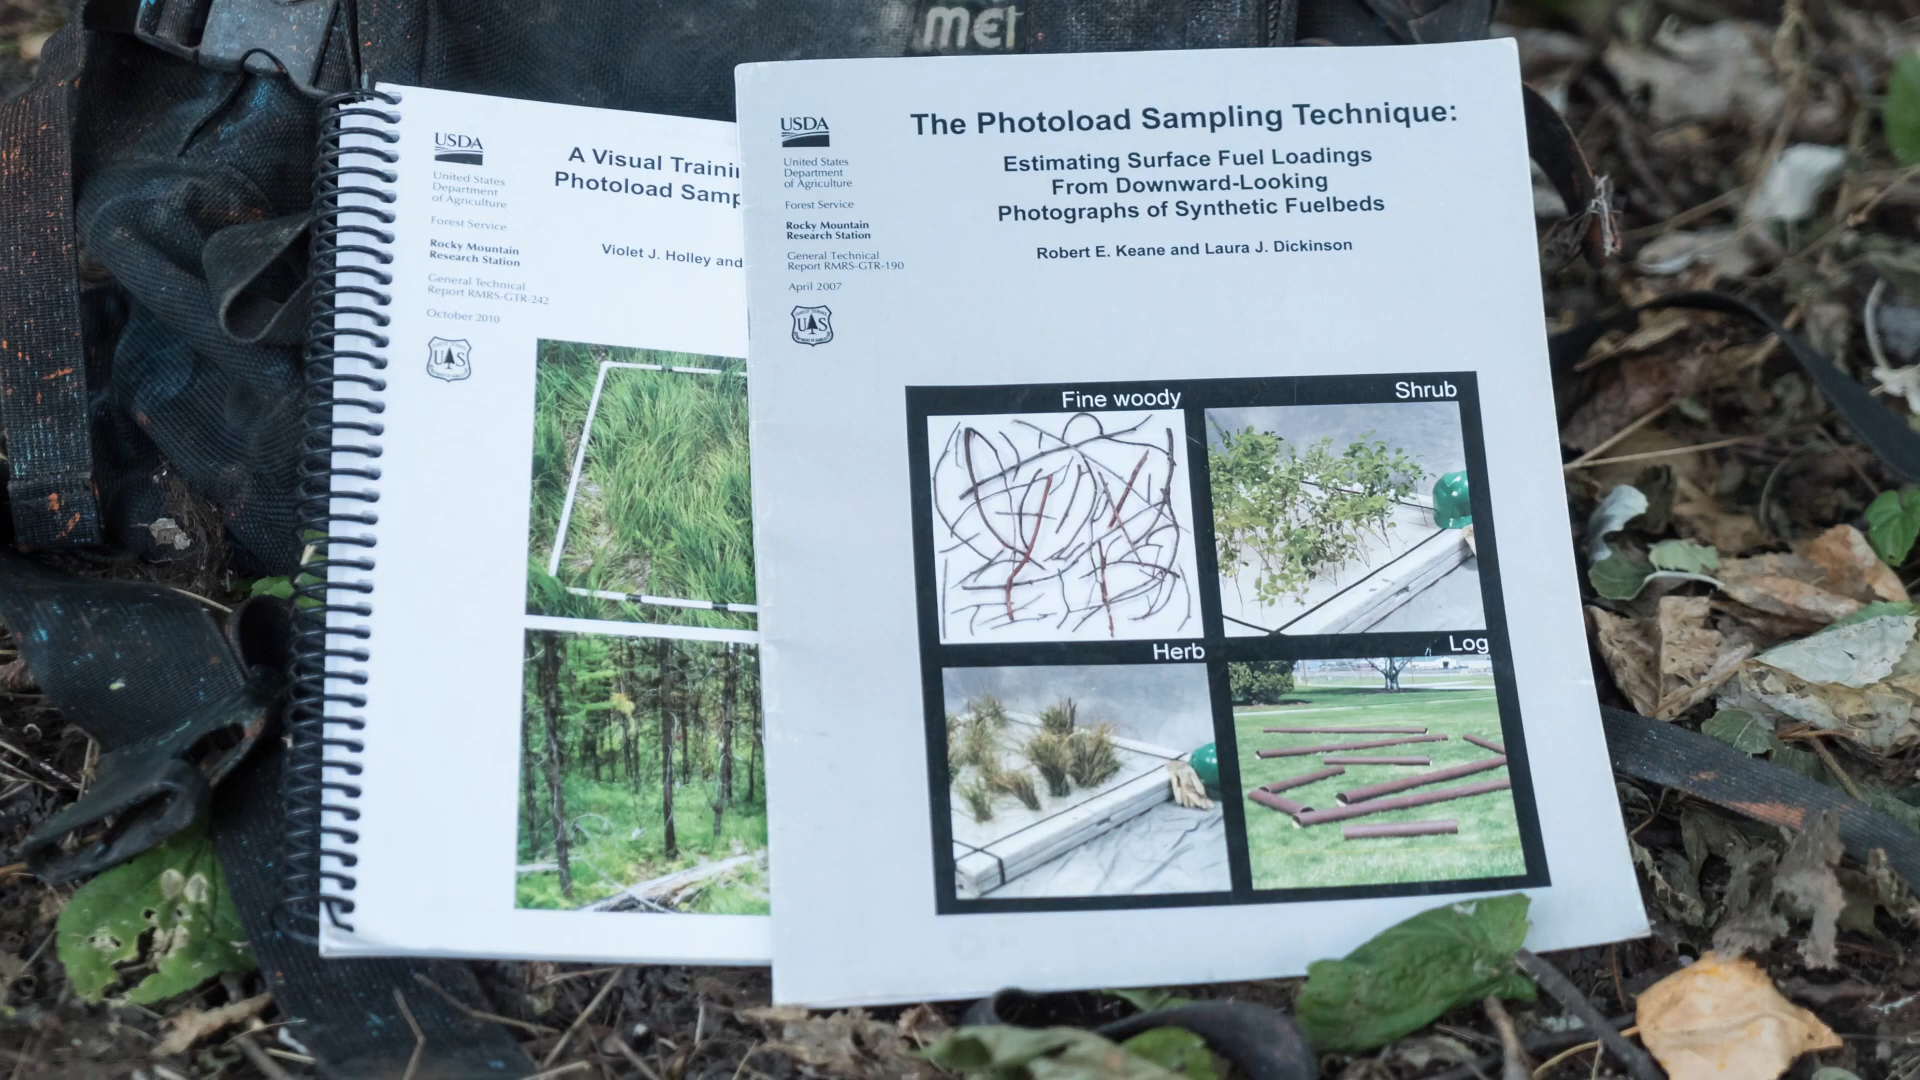 MEI
USDA
United States
Department
of Agriculture
Forest Service
Rocky Mountain
Research Station
General Technical
Report RMRS-GTR-242
October 2010
A Visual
Photoload
Violet J. Holley and
USDA
United States
Department
of Agriculture
Forest Service
Rocky Mountain
Research Station
General Technical
Report RMRS-GTR-190
April 2007
The Photoload Sampling Technique:
Estimating Surface Fuel Loadings
From Downward-Looking
Photographs of Synthetic Fuelbeds
Robert E. Keane and Laura J. Dickinson
Fine woody
Shrub
Herb
Log